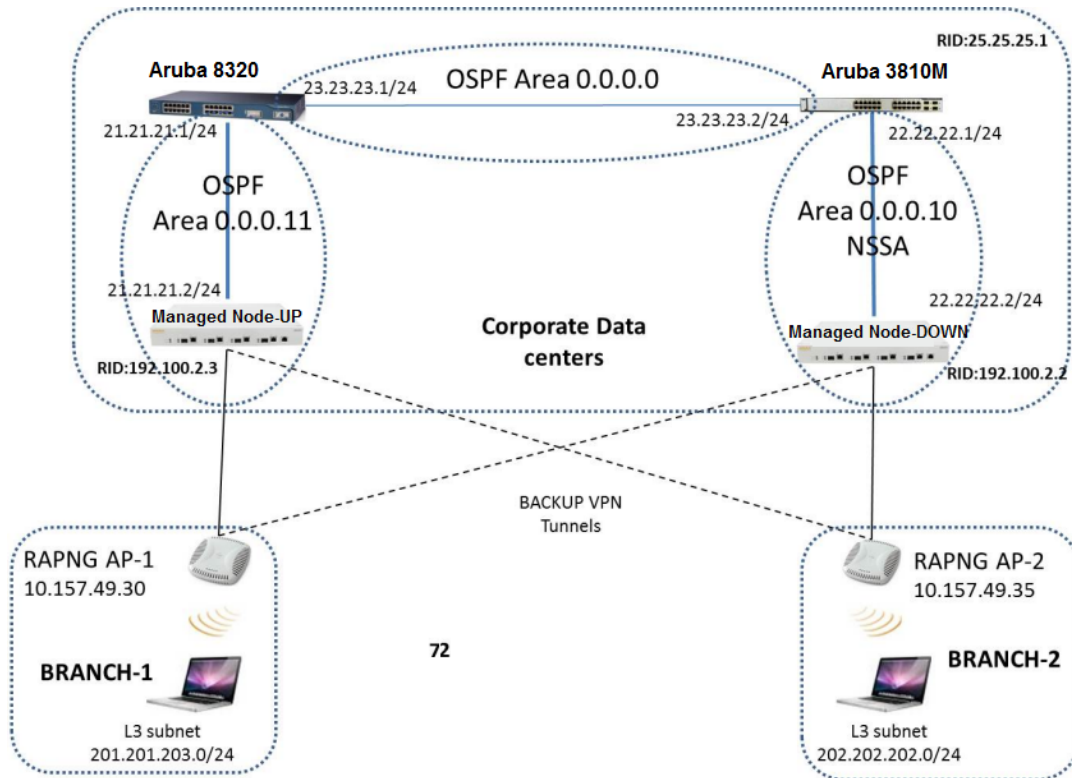 RID:25.25.25.1
Aruba 8320
OSPF Area 0.0.0.0
Aruba 3810M
23.23.23.1/24
23.23.23.2/24
21.21.21.1/24
22.22.22.1/24
OSPF
Area 0.0.0.11
OSPF
Area 0.0.0.10
NSSA
21.21.21.2/24
22.22.22.2/24
Managed Node-UP
Corporate Data
centers
Managed Node-DOWN
RID:192.100.2.3
RID:192.100.2.2
BACKUP VPN
Tunnels
RAPNG AP-1
10.157.49.30
RAPNG AP-2
10.157.49.35
72
BRANCH-1
BRANCH-2
L3 subnet
201.201.203.0/24
L3 subnet
202.202.202.0/24